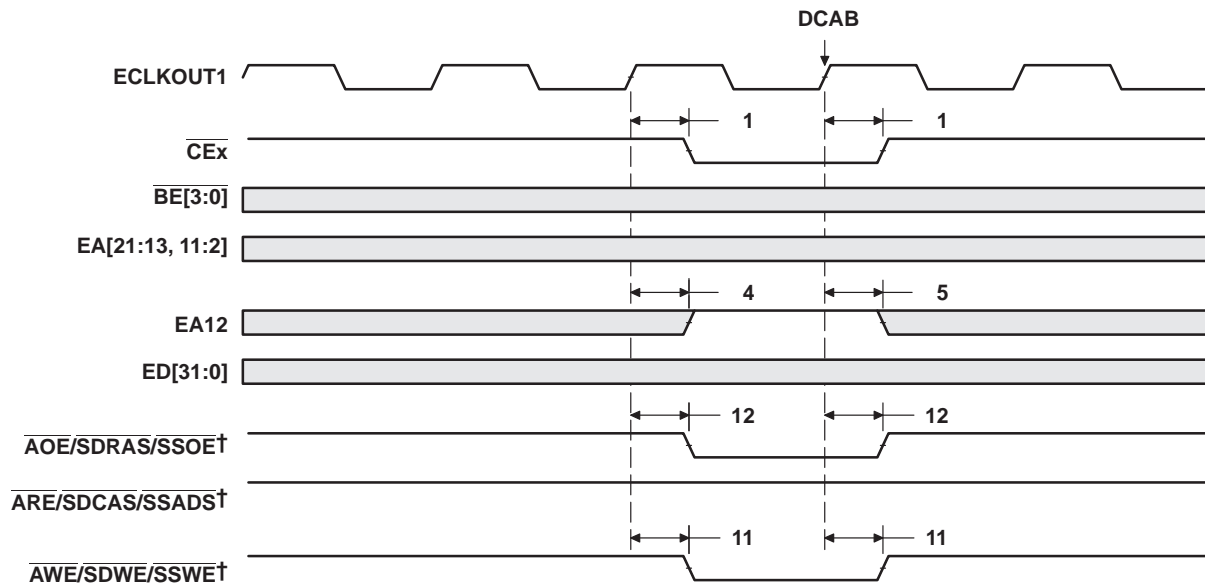 DCAB
ECLKOUT1
1 1
CEx
BE[3:0]
EA[21:13, 11:2]
4 5
EA12
ED[31:0]
12 12
AOE/SDRAS/SSOE†
ARE/SDCAS/SSADS†
11 11
AWE/SDWE/SSWE†